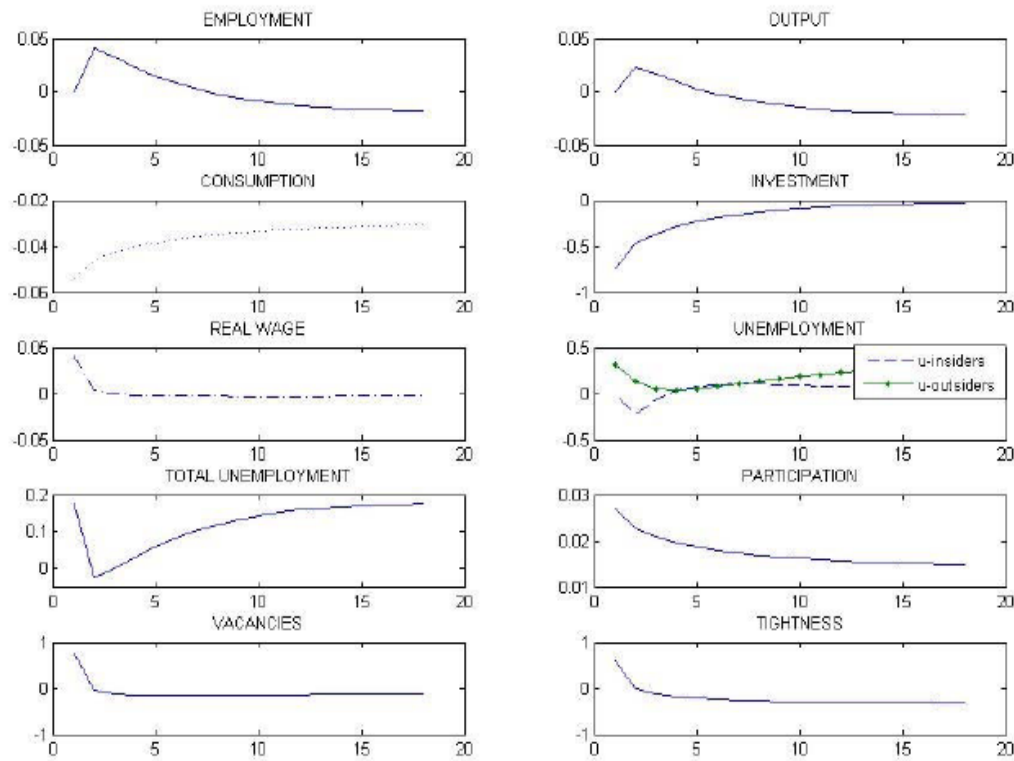 EMPLOYMENT
0.05
0
-0.05
0 5 10 15 20
OUTPUT
0.05
0
-0.05
0 5 10 15 20
CONSUMPTION
-0.02
-0.04
-0.06
0 5 10 15 20
INVESTMENT
0
-0.5
-1
0 5 10 15 20
REAL WAGE
0.05
0
-0.05
0 5 10 15 20
UNEMPLOYMENT
0.5
0
-0.5
0 5 10 15 20
u-insiders
u-outsiders
TOTAL UNEMPLOYMENT
0.2
0.1
0
0 5 10 15 20
PARTICIPATION
0.03
0.02
0.01
0 5 10 15 20
VACANCIES
1
0
-1
0 5 10 15 20
TIGHTNESS
1
0
-1
0 5 10 15 20